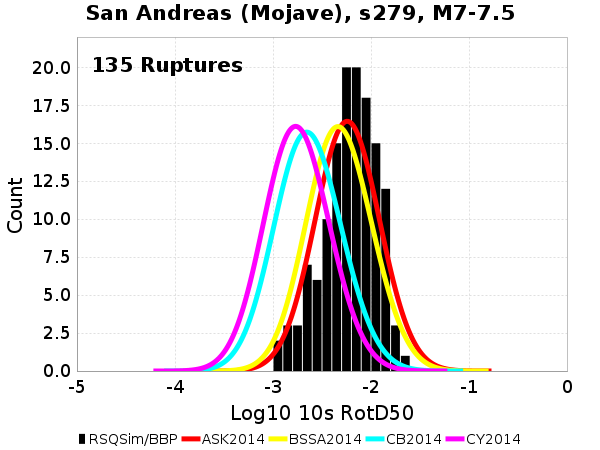 San Andreas (Mojave), s279, M7-7.5
135 Ruptures
Count
20.0
17.5
15.0
12.5
10.0
7.5
5.0
2.5
0.0
-5 -4 -3 -2 -1 0
Log10 10s RotD50
RSQSim/BBP ASK2014 BSSA2014 CB2014 CY2014